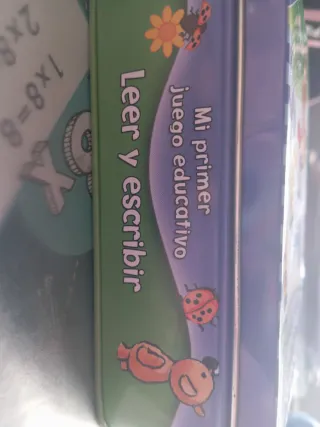 Mi primer
juego educativo
Leer y escribir
1x8=8
2x8